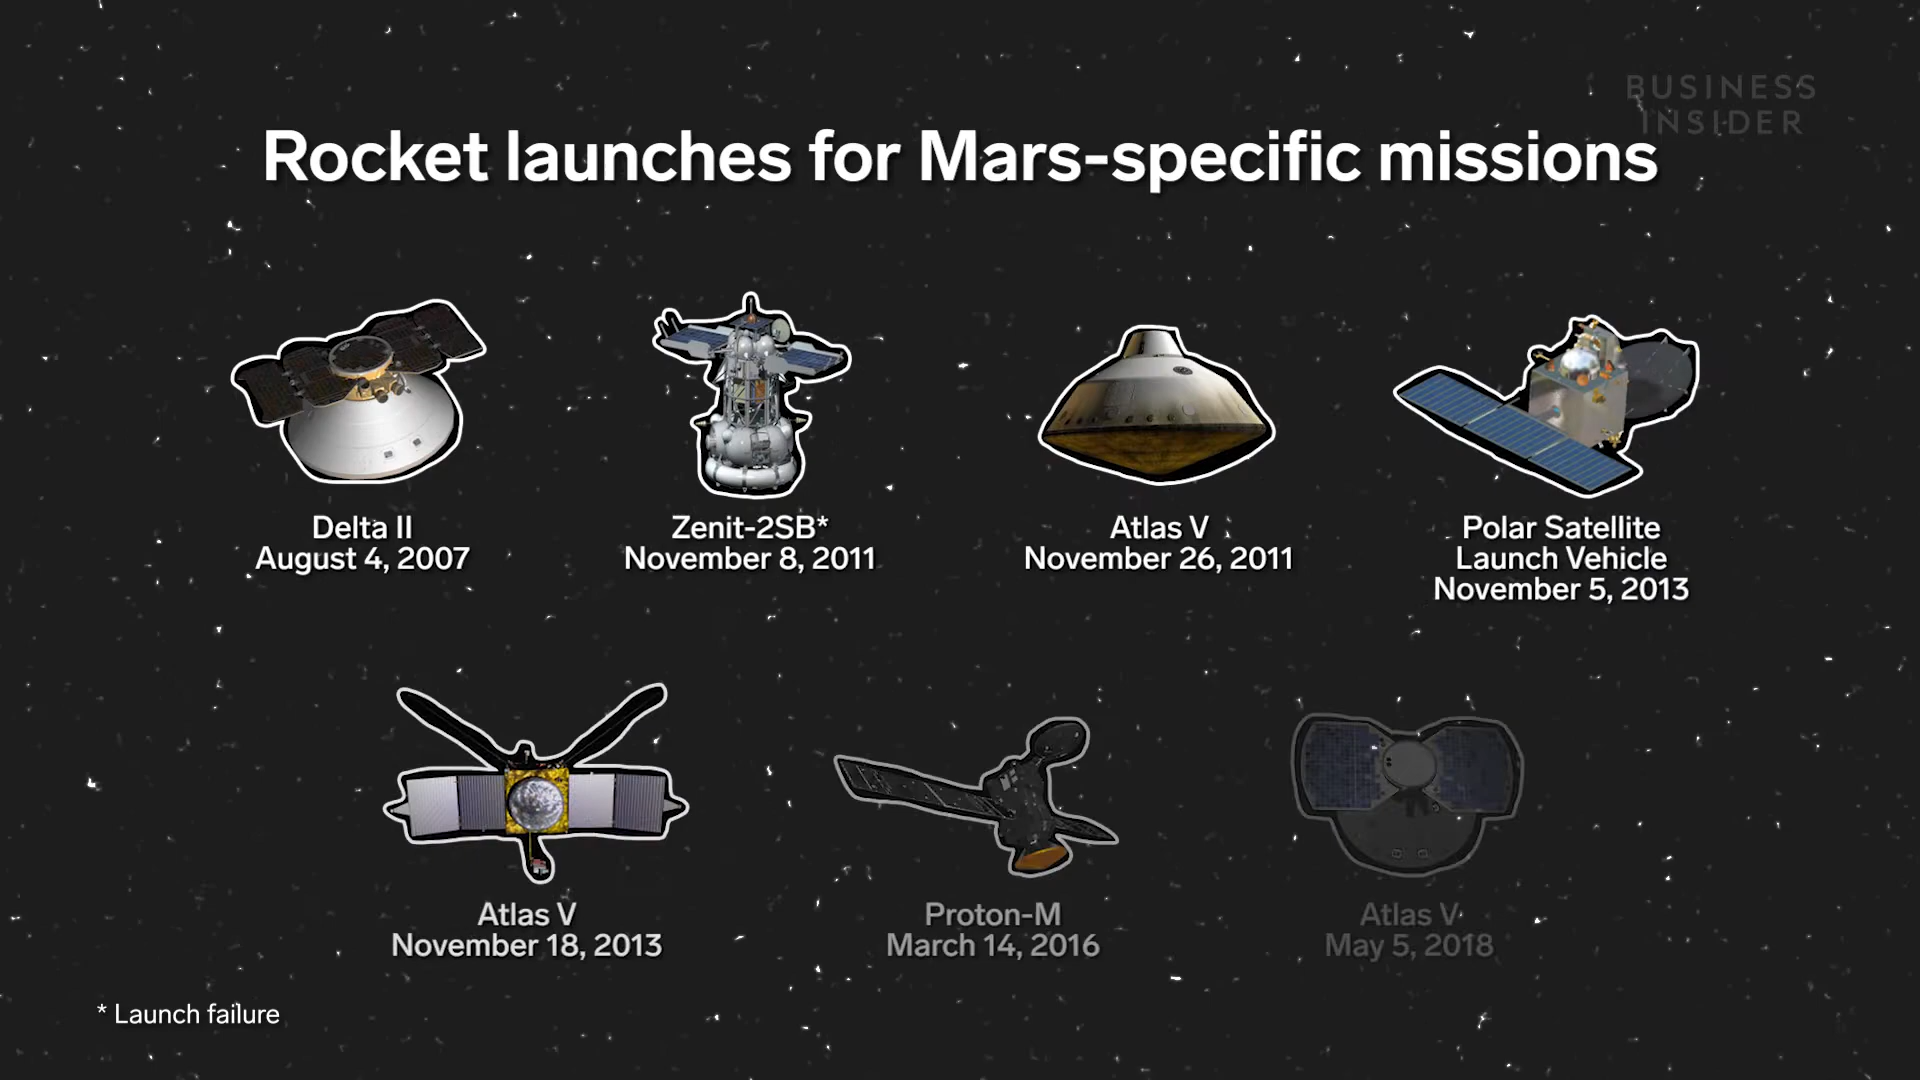 BUSINESS
INSIDER
Rocket launches for Mars-specific missions
Delta II
August 4, 2007
Zenit-2SB*
November 8, 2011
Atlas V
November 26, 2011
Polar Satellite
Launch Vehicle
November 5, 2013
Atlas V
November 18, 2013
Proton-M
March 14, 2016
Atlas V
May 5, 2018
* Launch failure